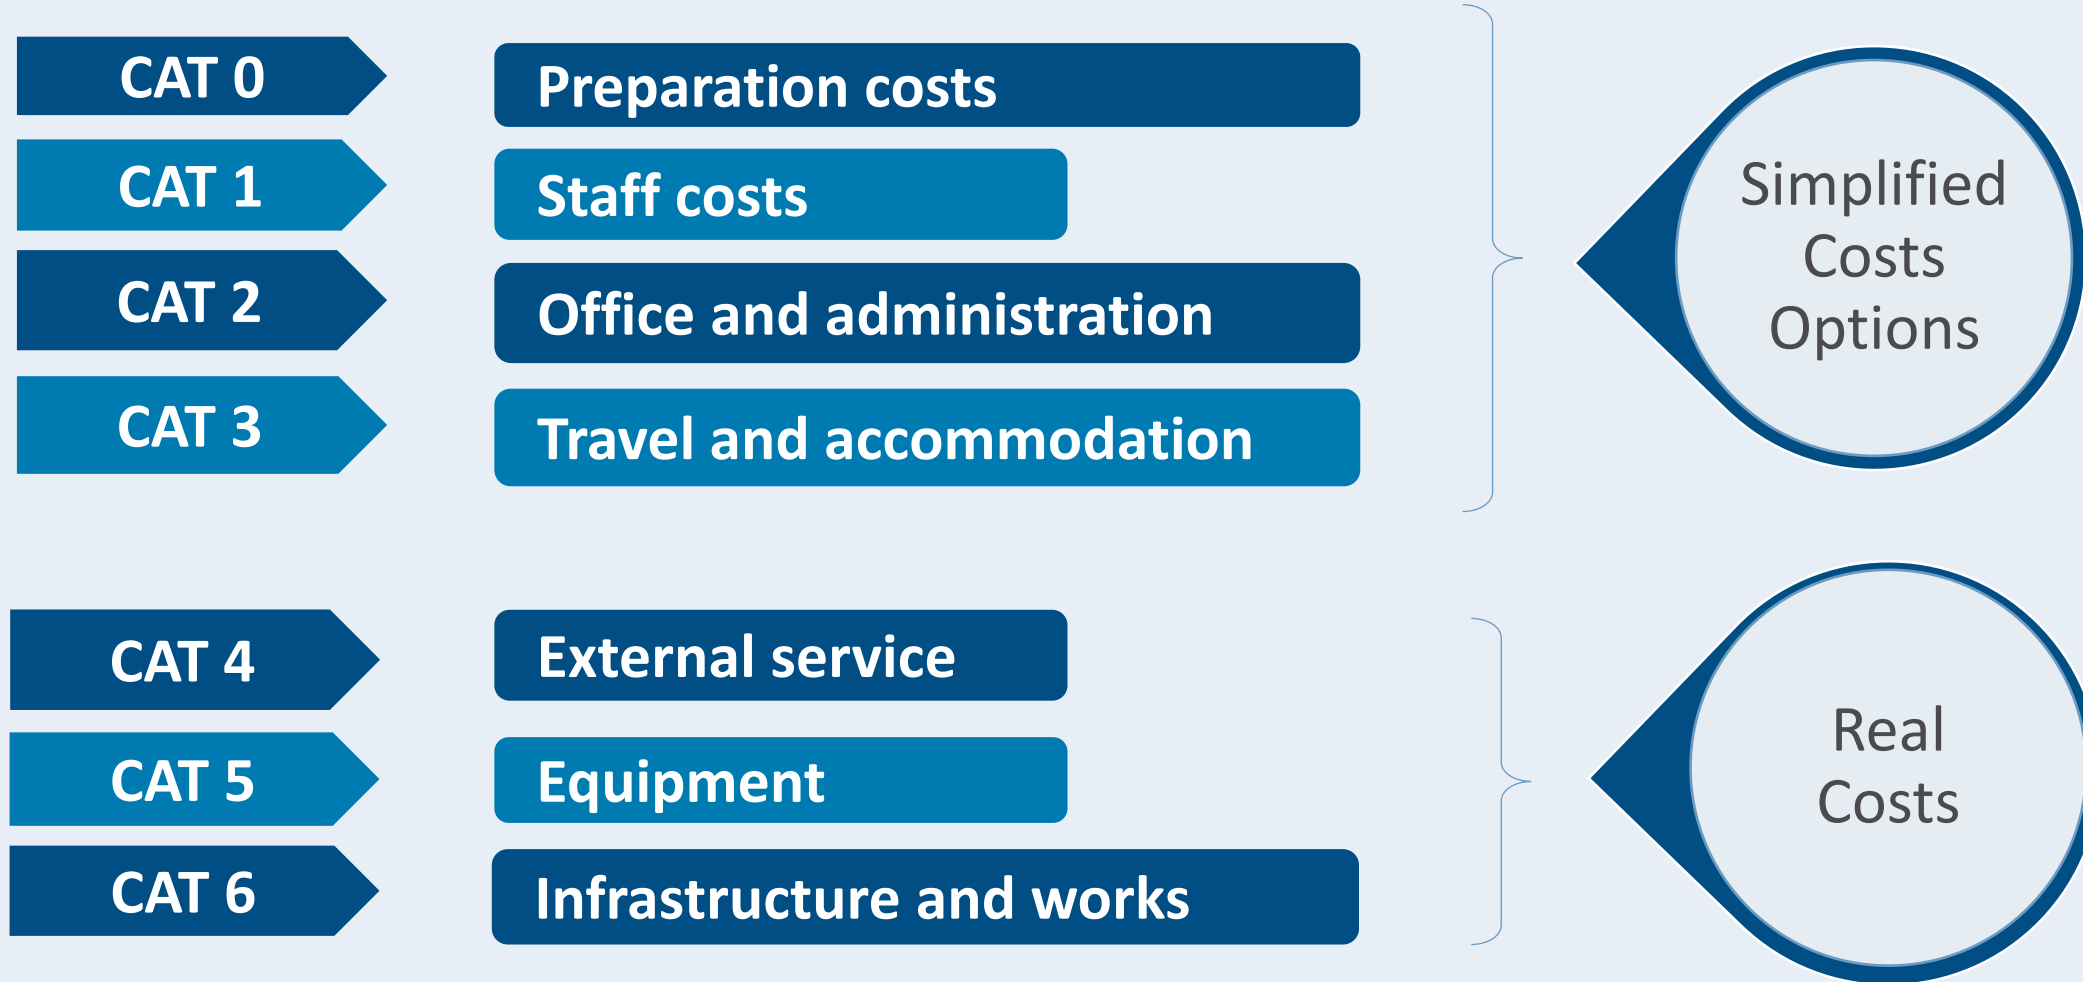 CAT 0
Preparation costs
CAT 1
Staff costs
CAT 2
Office and administration
CAT 3
Travel and accommodation
Simplified
Costs
Options
CAT 4
External service
CAT 5
Equipment
CAT 6
Infrastructure and works
Real
Costs